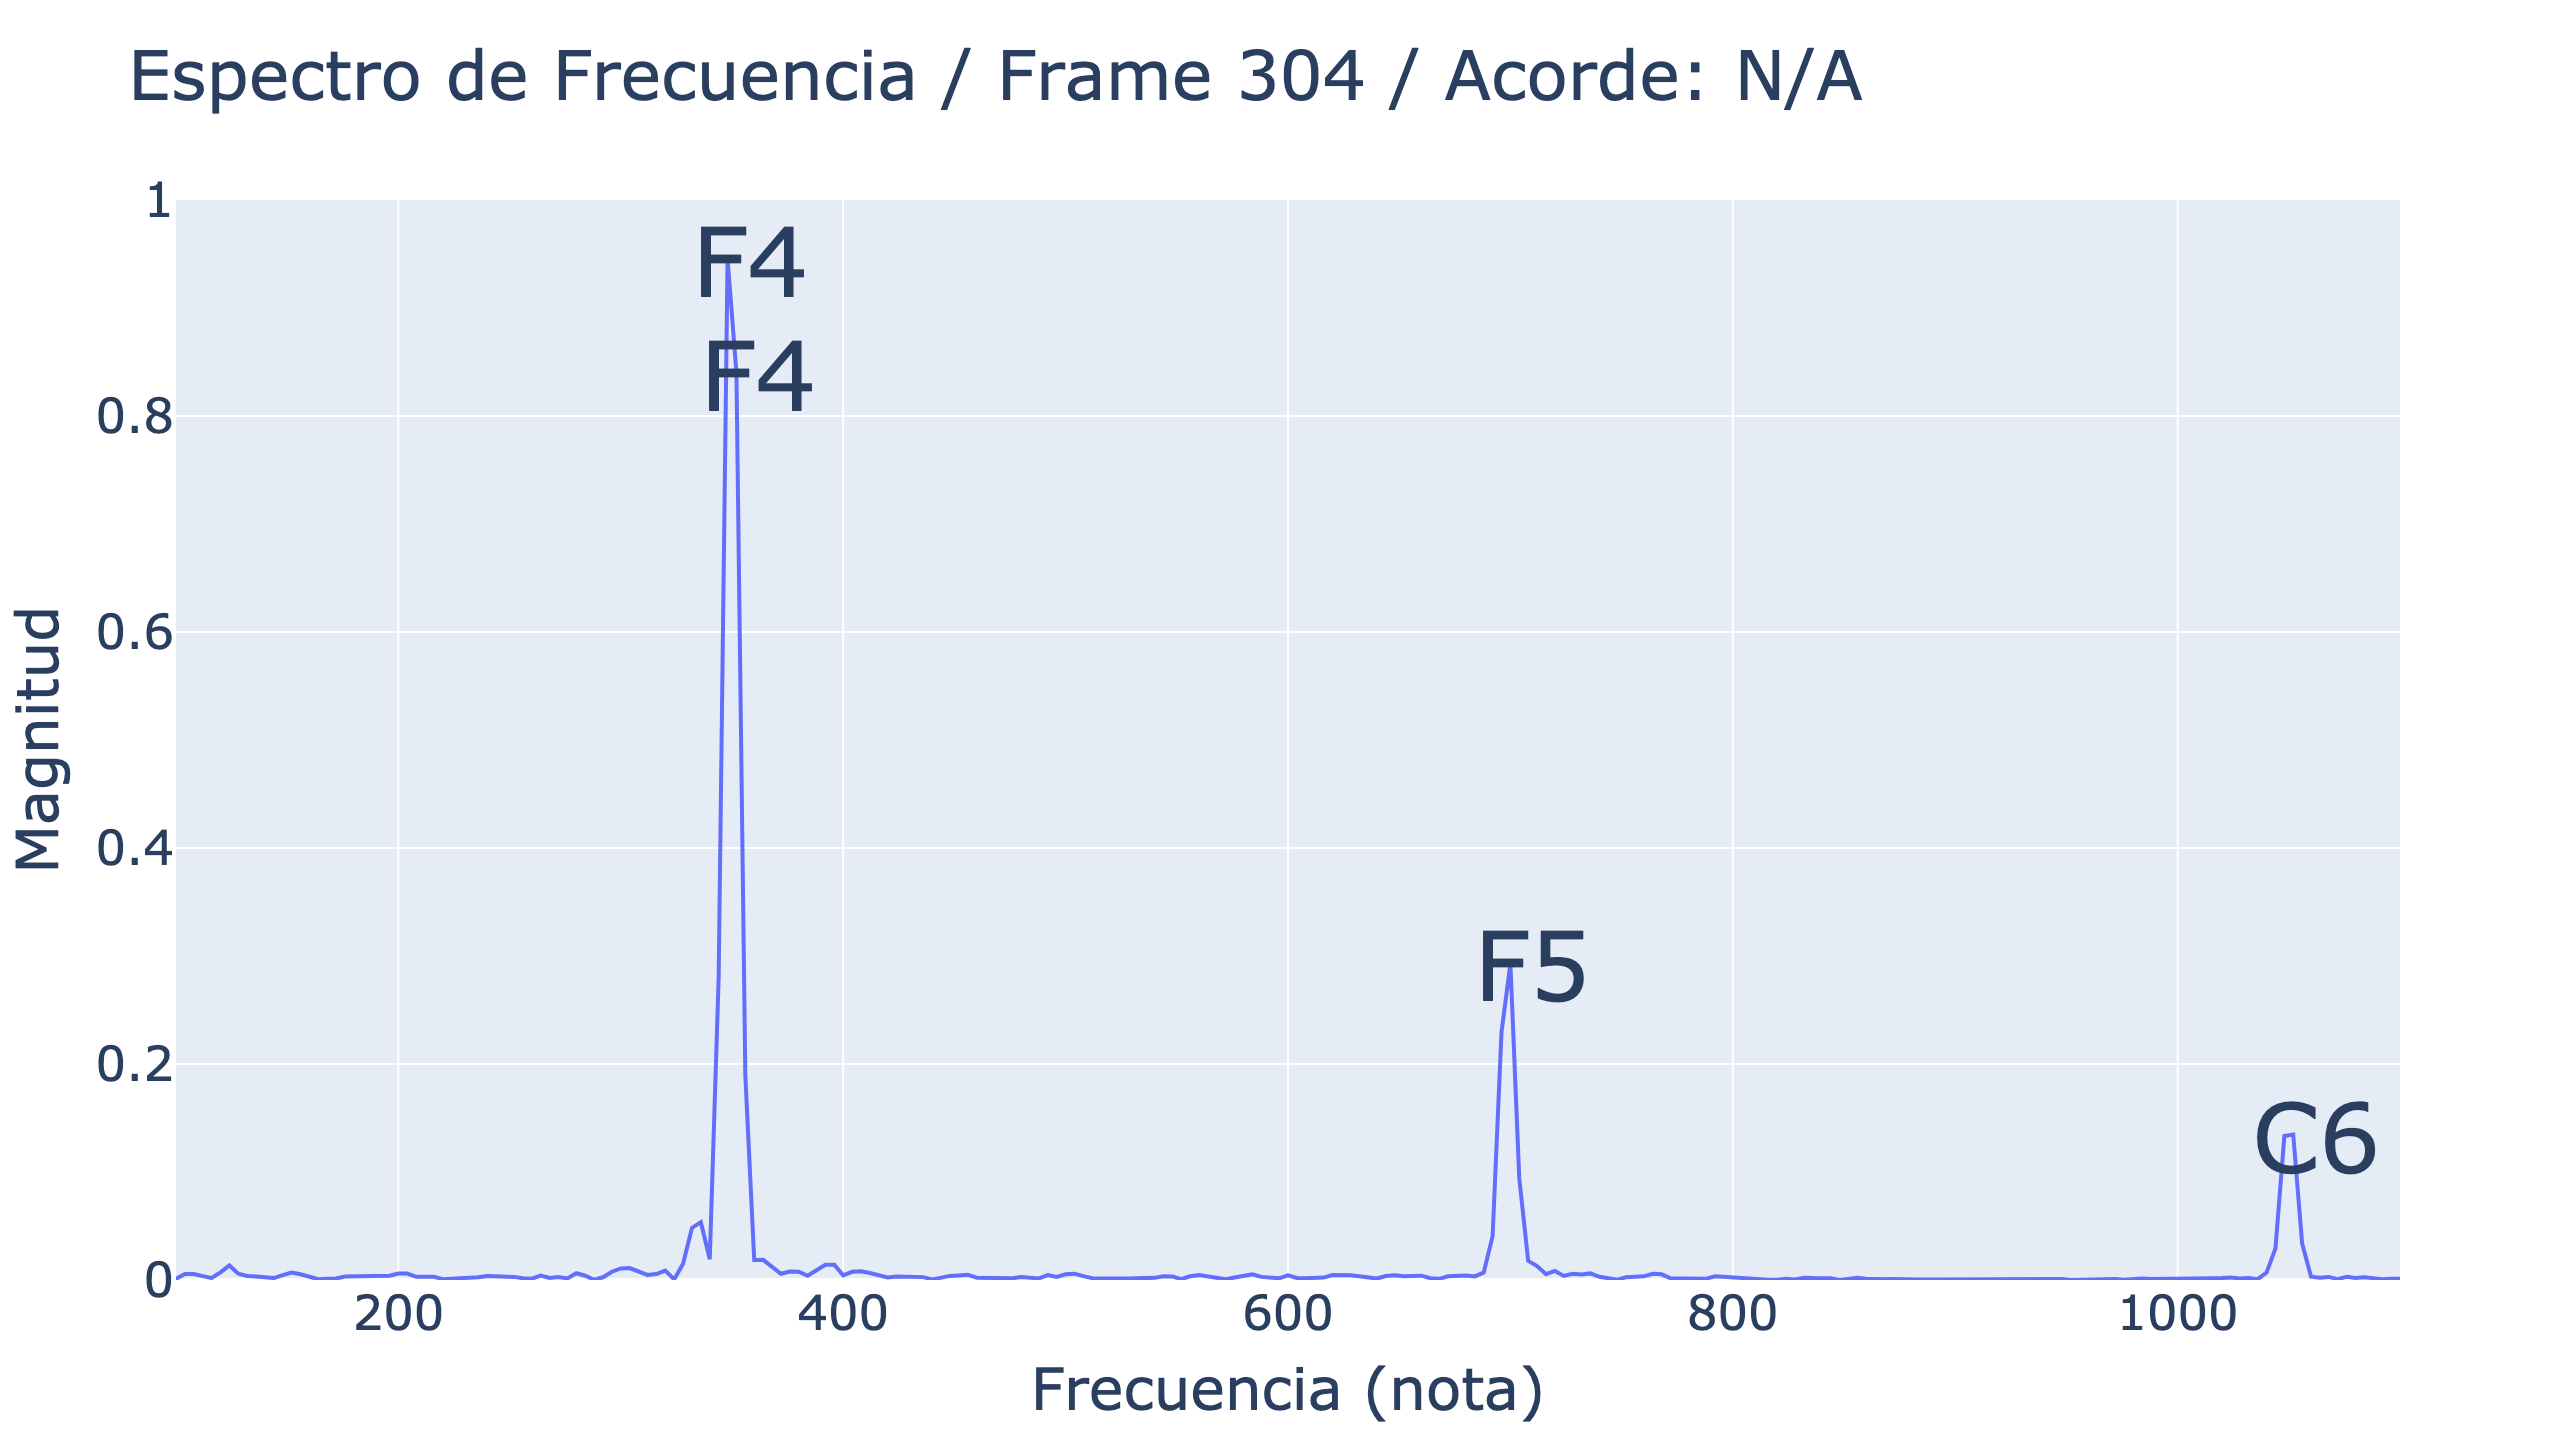 Espectro de Frecuencia / Frame 304 / Acorde: N/A
1
0.8
0.6
0.4
0.2
0
Magnitud
F4
F4
F5
C6
200 400 600 800 1000
Frecuencia (nota)